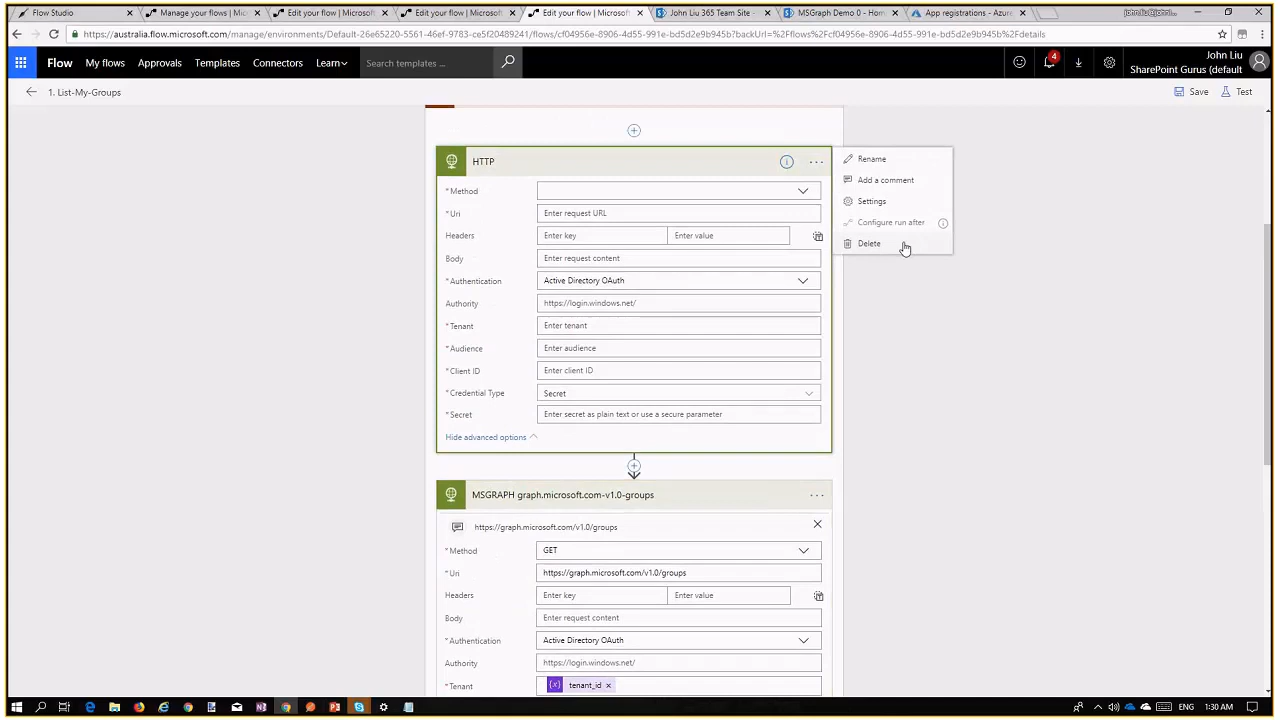 Flow Studio
Manage your flows | Micros
Edit your flow | Microsoft
Edit your flow | Microsoft
Edit your flow | Microsoft
John Liu 365 Team Site -
MSGraph Demo 0 - Hom
App registrations - Azure
https://australia.flow.microsoft.com/manage/environments/Default-26e65220-5561-46ef-9783-ce5f20489241/flows/cf04956e-8906-4d55-991e-bd5d2e9b945b?backUrl=%2Fflows%2Fcf04956e-8906-4d55-991e-bd5d2e9b945b%2Fdetails
Flow
My flows
Approvals
Templates
Connectors
Learn
Search templates ...
4
John Liu
SharePoint Gurus (default
1. List-My-Groups
Save
Test
HTTP
Rename
Add a comment
Settings
Configure run after
Delete
* Method
* Uri
Enter request URL
Headers
Enter key
Enter value
Body
Enter request content
* Authentication
Active Directory OAuth
Authority
https://login.windows.net/
* Tenant
Enter tenant
* Audience
Enter audience
* Client ID
Enter client ID
* Credential Type
Secret
* Secret
Enter secret as plain text or use a secure parameter
Hide advanced options
MSGRAPH graph.microsoft.com-v1.0-groups
https://graph.microsoft.com/v1.0/groups
* Method
GET
* Uri
https://graph.microsoft.com/v1.0/groups
Headers
Enter key
Enter value
Body
Enter request content
* Authentication
Active Directory OAuth
Authority
https://login.windows.net/
* Tenant
tenant_id
ENG
1:30 AM